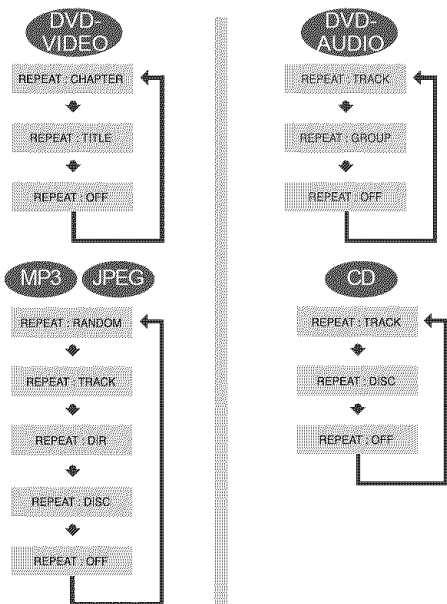 DVD-
VIDEO
REPEAT : CHAPTER
REPEAT : TITLE
REPEAT : OFF
DVD-
AUDIO
REPEAT : TRACK
REPEAT : GROUP
REPEAT : OFF
MP3 JPEG
REPEAT : RANDOM
REPEAT : TRACK
REPEAT : DIR
REPEAT : DISC
REPEAT : OFF
CD
REPEAT : TRACK
REPEAT : DISC
REPEAT : OFF